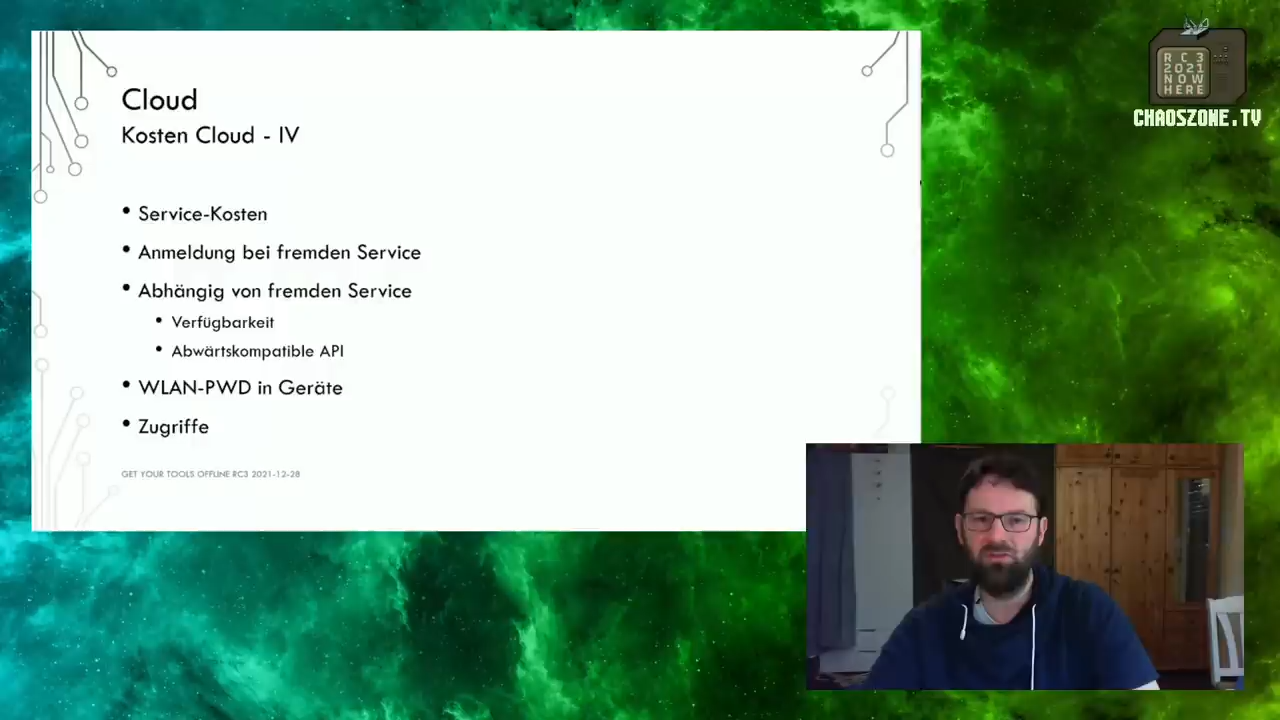 Cloud
Kosten Cloud - IV
• Service-Kosten
• Anmeldung bei fremden Service
• Abhängig von fremden Service
• Verfügbarkeit
• Abwärtskompatible API
• WLAN-PWD in Geräte
• Zugriffe
GET YOUR TOOLS OFFLINE RC3 2021-12-28
RC3
2021
NOW
HERE
CHAOSZONE.TV